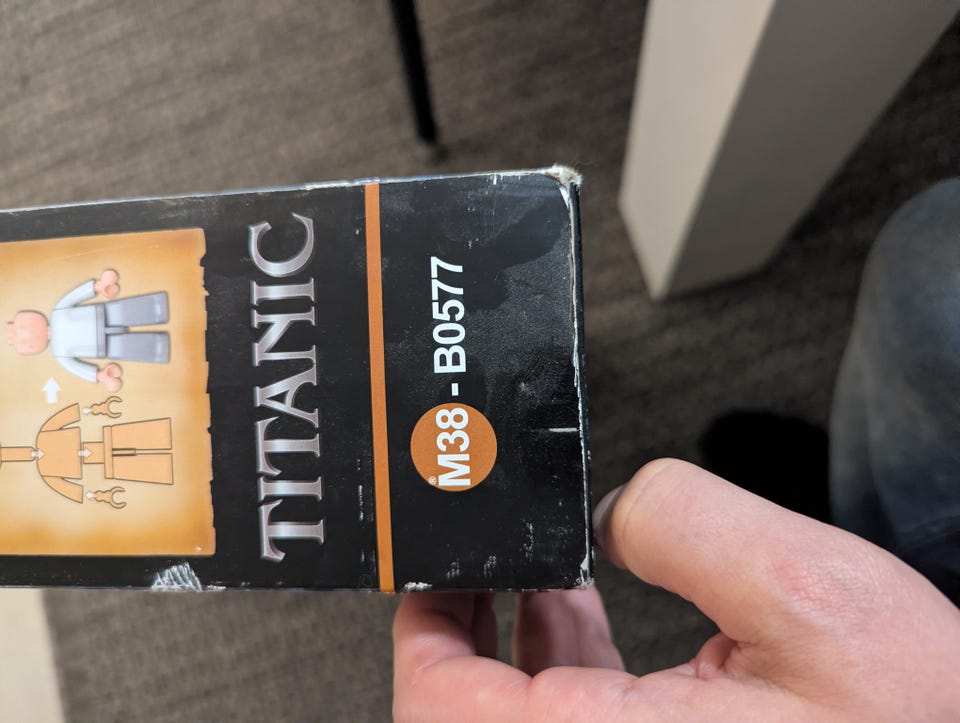 TITANIC
®M38 - B0577